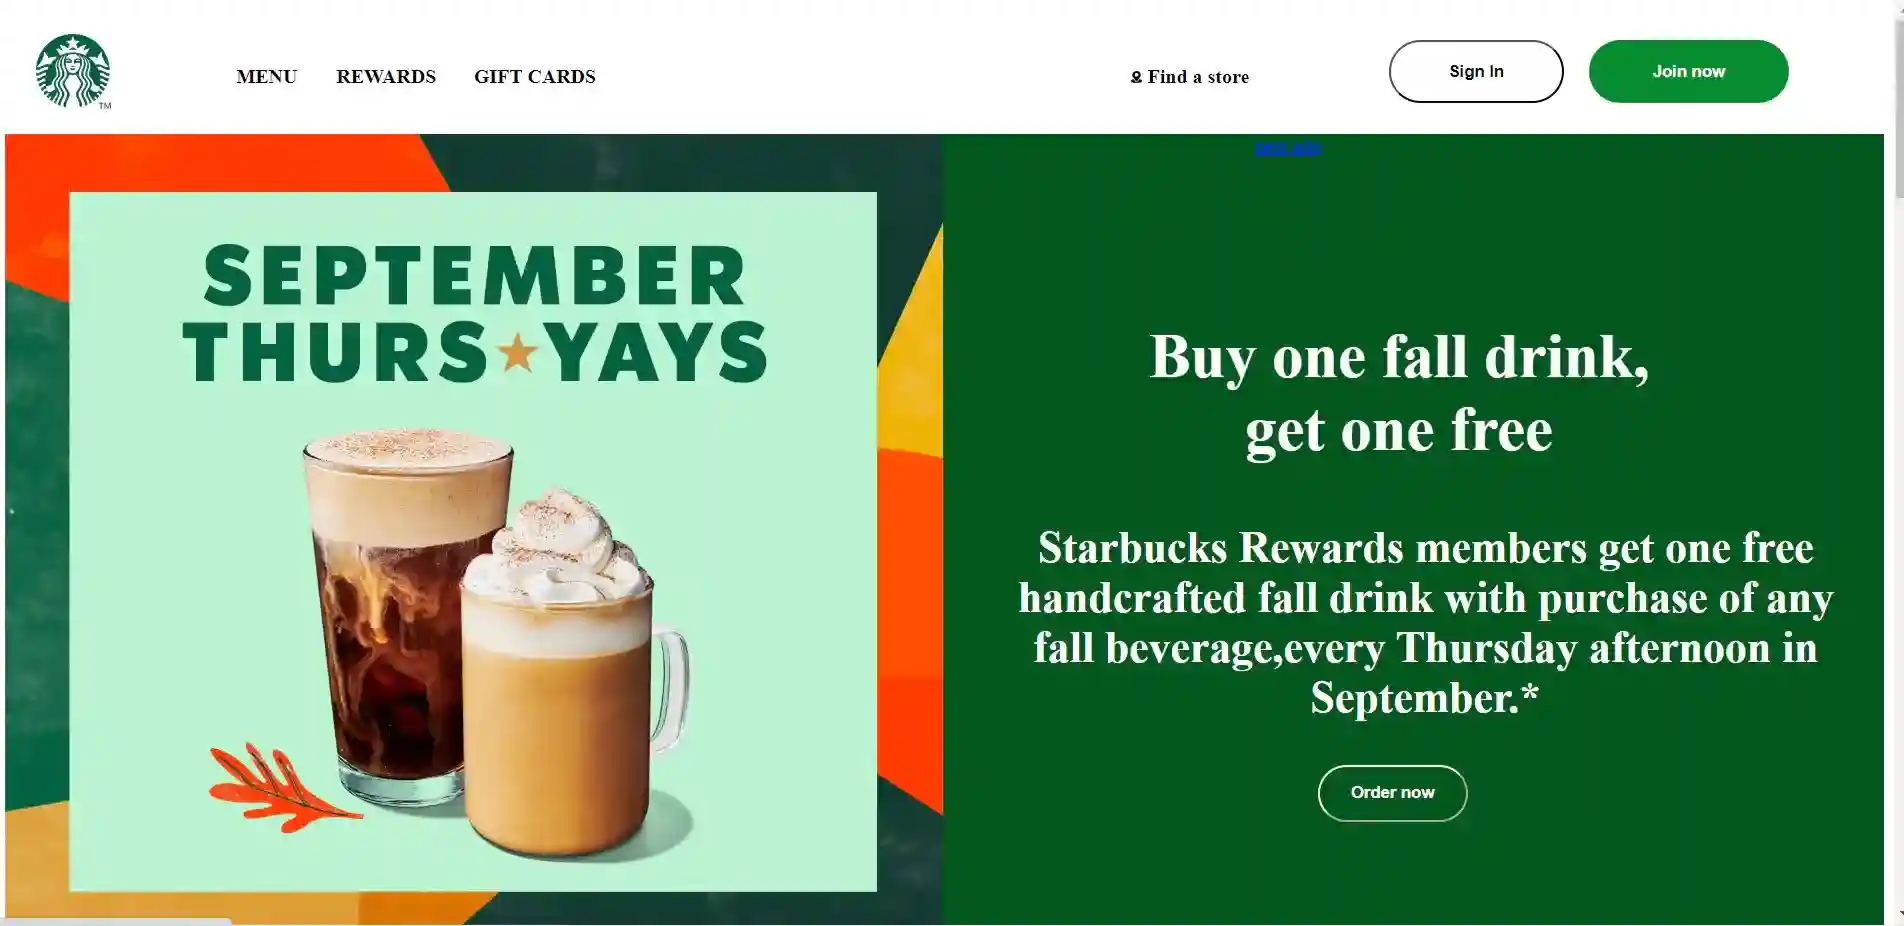 TM
MENU
REWARDS
GIFT CARDS
Find a store
Sign In
Join now
SEPTEMBER
THURS★YAYS
Buy one fall drink,
get one free
Starbucks Rewards members get one free
handcrafted fall drink with purchase of any
fall beverage,every Thursday afternoon in
September.*
Order now